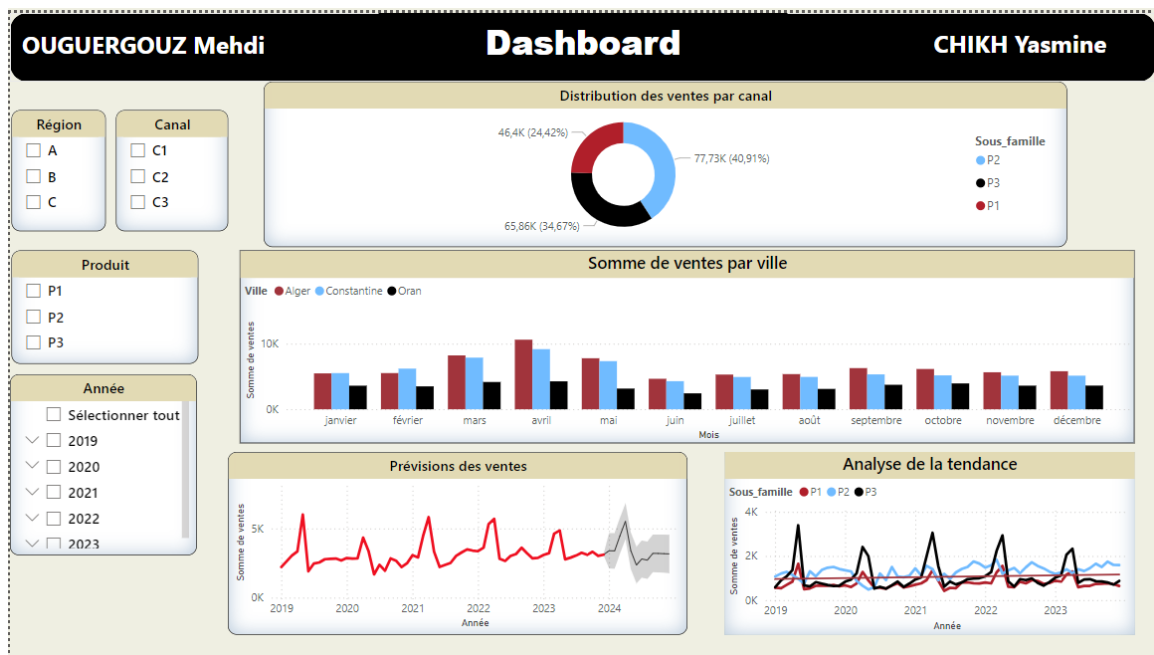 OUGUERGOUZ Mehdi
Dashboard
CHIKH Yasmine
Région
A
B
C
Canal
C1
C2
C3
Distribution des ventes par canal
46,4K (24,42%)
77,73K (40,91%)
65,86K (34,67%)
Sous_famille
P2
P3
P1
Produit
P1
P2
P3
Année
Sélectionner tout
2019
2020
2021
2022
2023
Somme de ventes par ville
Ville Alger Constantine Oran
Somme de ventes
10K
0K
janvier février mars avril mai juin juillet août septembre octobre novembre décembre
Mois
Prévisions des ventes
Somme de ventes
5K
0K
2019 2020 2021 2022 2023 2024
Année
Analyse de la tendance
Sous_famille P1 P2 P3
Somme de ventes
4K
2K
0K
2019 2020 2021 2022 2023
Année